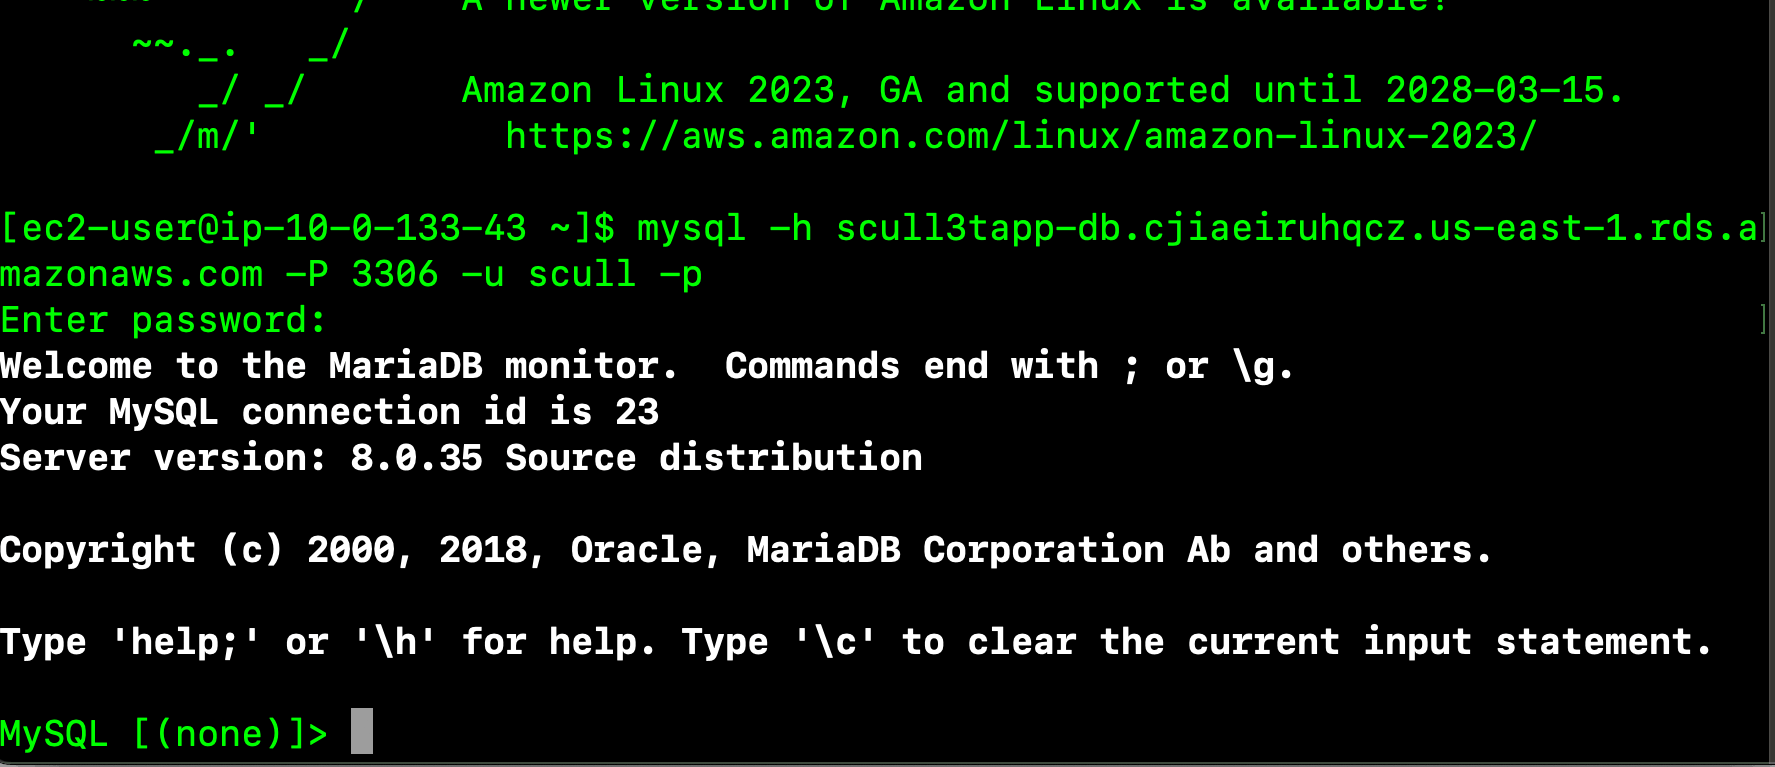 A newer version of Amazon Linux is available!
~~._.   _/
_/ _/       Amazon Linux 2023, GA and supported until 2028-03-15.
_/m/'           https://aws.amazon.com/linux/amazon-linux-2023/
[ec2-user@ip-10-0-133-43 ~]$ mysql -h scull3tapp-db.cjiaeiruhqcz.us-east-1.rds.a]
mazonaws.com -P 3306 -u scull -p
Enter password: ]
Welcome to the MariaDB monitor.  Commands end with ; or \g.
Your MySQL connection id is 23
Server version: 8.0.35 Source distribution
Copyright (c) 2000, 2018, Oracle, MariaDB Corporation Ab and others.
Type 'help;' or '\h' for help. Type '\c' to clear the current input statement.
MySQL [(none)]>